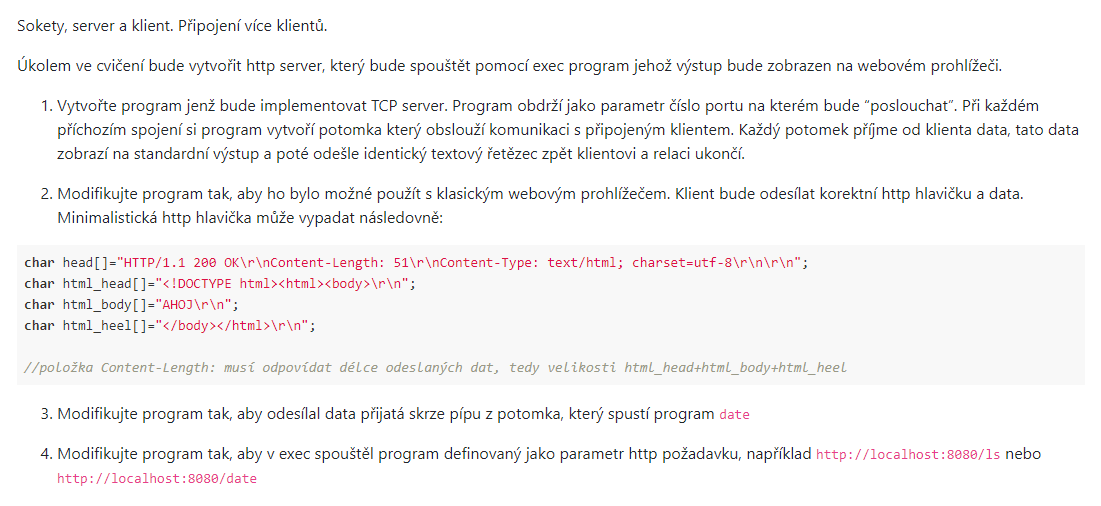 Sokety, server a klient. Připojení více klientů.
Úkolem ve cvičení bude vytvořit http server, který bude spouštět pomocí exec program jehož výstup bude zobrazen na webovém prohlížeči.
1. Vytvořte program jenž bude implementovat TCP server. Program obdrží jako parametr číslo portu na kterém bude “poslouchat”. Při každém
příchozím spojení si program vytvoří potomka který obslouží komunikaci s připojeným klientem. Každý potomek příjme od klienta data, tato data
zobrazí na standardní výstup a poté odešle identický textový řetězec zpět klientovi a relaci ukončí.
2. Modifikujte program tak, aby ho bylo možné použít s klasickým webovým prohlížečem. Klient bude odesílat korektní http hlavičku a data.
Minimalistická http hlavička může vypadat následovně:
char head[]="HTTP/1.1 200 OK\r\nContent-Length: 51\r\nContent-Type: text/html; charset=utf-8\r\n\r\n";
char html_head[]="<!DOCTYPE html><html><body>\r\n";
char html_body[]="AHOJ\r\n";
char html_heel[]="</body></html>\r\n";
//položka Content-Length: musí odpovídat délce odeslaných dat, tedy velikosti html_head+html_body+html_heel
3. Modifikujte program tak, aby odesílal data přijatá skrze pípu z potomka, který spustí program date
4. Modifikujte program tak, aby v exec spouštěl program definovaný jako parametr http požadavku, například http://localhost:8080/ls nebo
http://localhost:8080/date